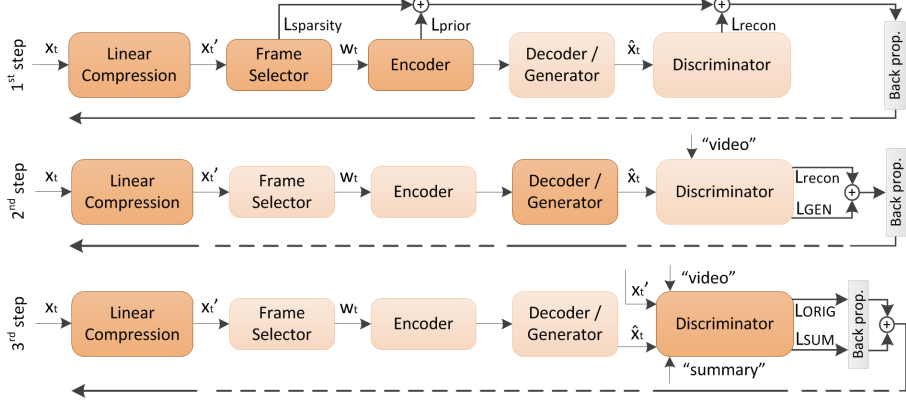 1st step
xt
Linear
Compression
xt’
Frame
Selector
Lsparsity
wt
Encoder
Lprior
Decoder /
Generator
x̂t
Discriminator
Lrecon
+
+
Back prop.
2nd step
xt
Linear
Compression
xt’
Frame
Selector
wt
Encoder
Decoder /
Generator
x̂t
“video”
Discriminator
Lrecon
LGEN
+
Back prop.
3rd step
xt
Linear
Compression
xt’
Frame
Selector
wt
Encoder
Decoder /
Generator
xt’
x̂t
“video”
Discriminator
“summary”
LORIG
LSUM
Back prop.
+